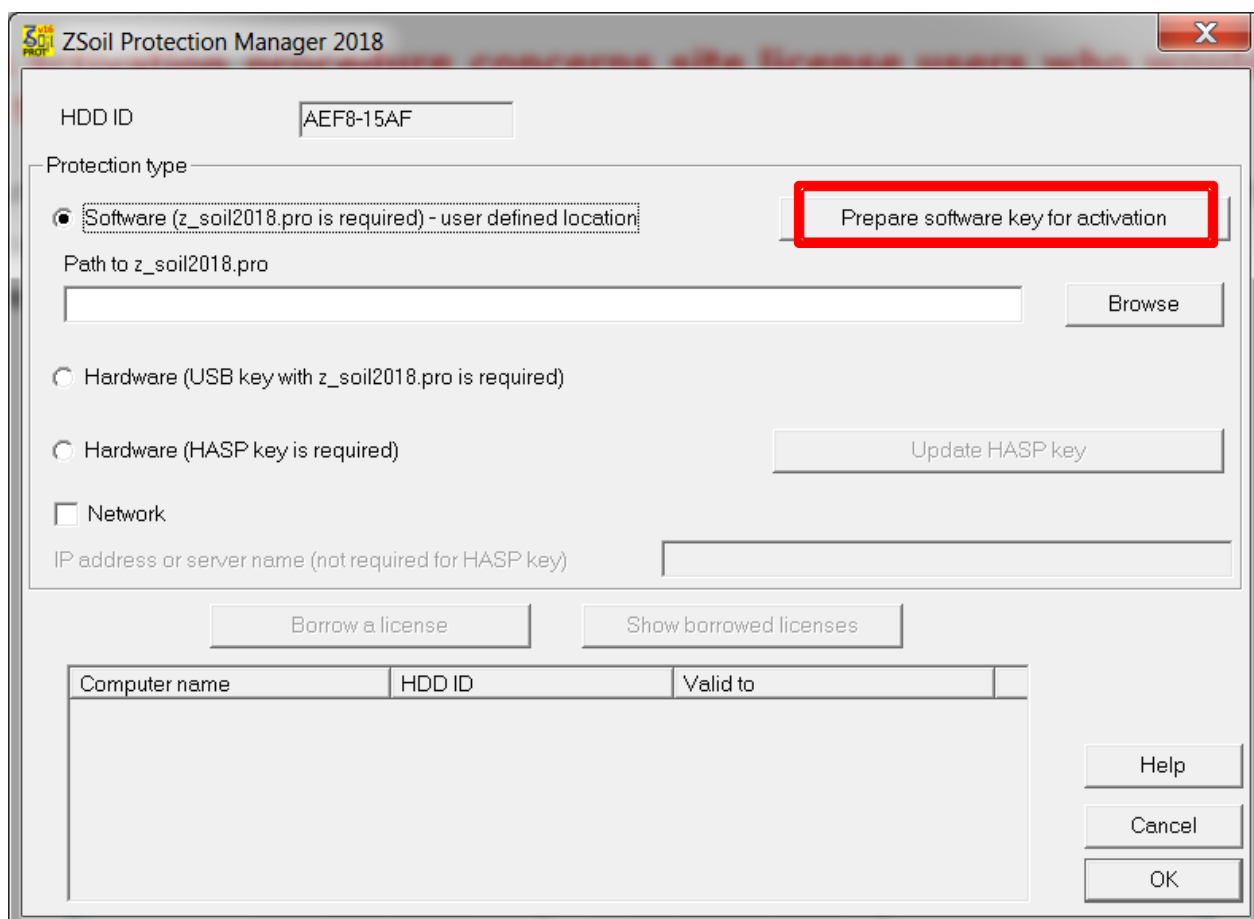 v16
ZSoil
PROT
ZSoil Protection Manager 2018
X
HDD ID
AEF8-15AF
Protection type
Software (z_soil2018.pro is required) - user defined location
Prepare software key for activation
Path to z_soil2018.pro
Browse
Hardware (USB key with z_soil2018.pro is required)
Hardware (HASP key is required)
Update HASP key
Network
IP address or server name (not required for HASP key)
Borrow a license
Show borrowed licenses
Computer name HDD ID Valid to
Help
Cancel
OK